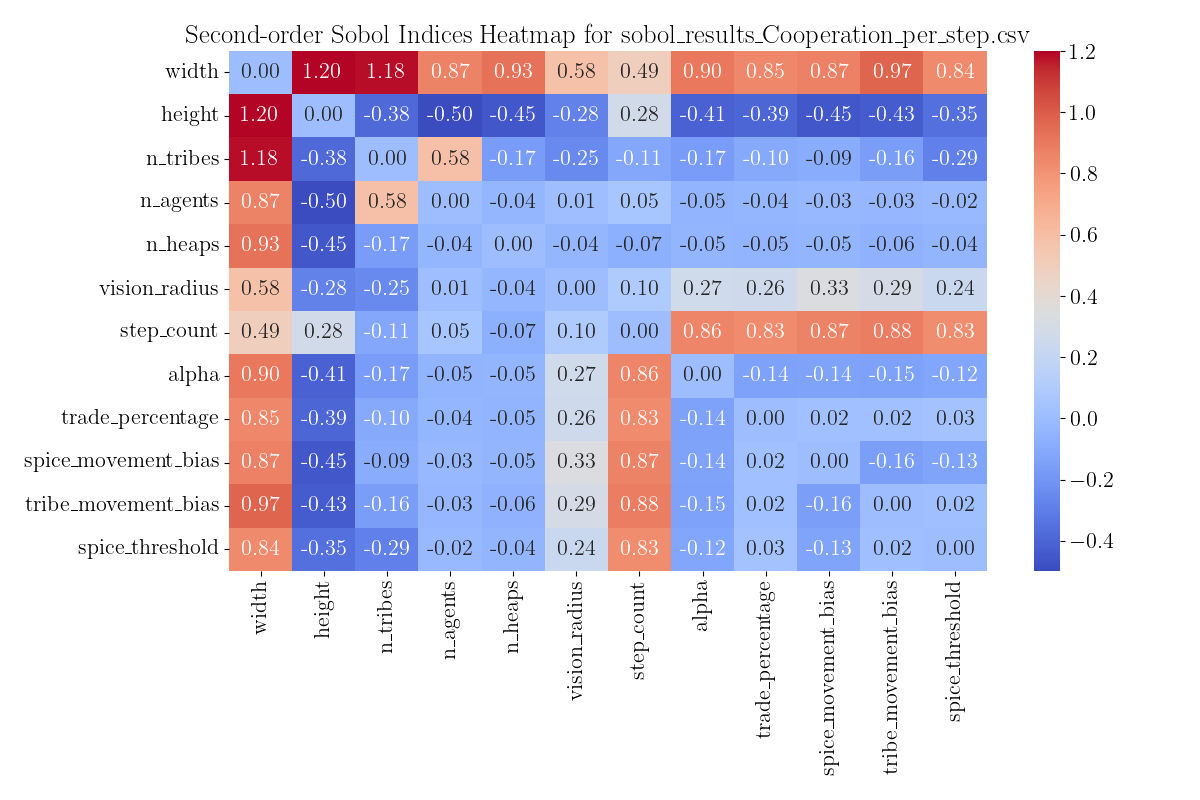 Second-order Sobol Indices Heatmap for sobol_results_Cooperation_per_step.csv
width 0.00 1.20 1.18 0.87 0.93 0.58 0.49 0.90 0.85 0.87 0.97 0.84
height 1.20 0.00 -0.38 -0.50 -0.45 -0.28 0.28 -0.41 -0.39 -0.45 -0.43 -0.35
n_tribes 1.18 -0.38 0.00 0.58 -0.17 -0.25 -0.11 -0.17 -0.10 -0.09 -0.16 -0.29
n_agents 0.87 -0.50 0.58 0.00 -0.04 0.01 0.05 -0.05 -0.04 -0.03 -0.03 -0.02
n_heaps 0.93 -0.45 -0.17 -0.04 0.00 -0.04 -0.07 -0.05 -0.05 -0.05 -0.06 -0.04
vision_radius 0.58 -0.28 -0.25 0.01 -0.04 0.00 0.10 0.27 0.26 0.33 0.29 0.24
step_count 0.49 0.28 -0.11 0.05 -0.07 0.10 0.00 0.86 0.83 0.87 0.88 0.83
alpha 0.90 -0.41 -0.17 -0.05 -0.05 0.27 0.86 0.00 -0.14 -0.14 -0.15 -0.12
trade_percentage 0.85 -0.39 -0.10 -0.04 -0.05 0.26 0.83 -0.14 0.00 0.02 0.02 0.03
spice_movement_bias 0.87 -0.45 -0.09 -0.03 -0.05 0.33 0.87 -0.14 0.02 0.00 -0.16 -0.13
tribe_movement_bias 0.97 -0.43 -0.16 -0.03 -0.06 0.29 0.88 -0.15 0.02 -0.16 0.00 0.02
spice_threshold 0.84 -0.35 -0.29 -0.02 -0.04 0.24 0.83 -0.12 0.03 -0.13 0.02 0.00
width
height
n_tribes
n_agents
n_heaps
vision_radius
step_count
alpha
trade_percentage
spice_movement_bias
tribe_movement_bias
spice_threshold
1.2
1.0
0.8
0.6
0.4
0.2
0.0
−0.2
−0.4